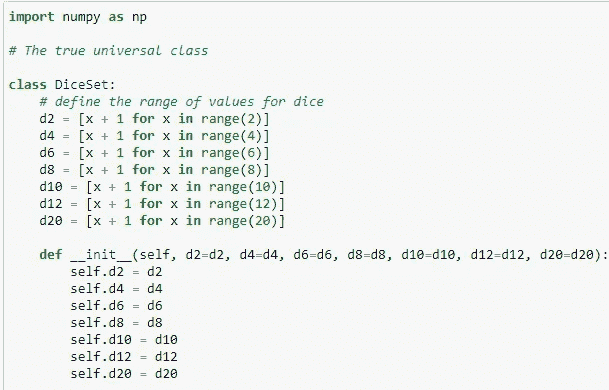 import numpy as np
# The true universal class
class DiceSet:
    # define the range of values for dice
    d2 = [x + 1 for x in range(2)]
    d4 = [x + 1 for x in range(4)]
    d6 = [x + 1 for x in range(6)]
    d8 = [x + 1 for x in range(8)]
    d10 = [x + 1 for x in range(10)]
    d12 = [x + 1 for x in range(12)]
    d20 = [x + 1 for x in range(20)]
    def __init__(self, d2=d2, d4=d4, d6=d6, d8=d8, d10=d10, d12=d12, d20=d20):
        self.d2 = d2
        self.d4 = d4
        self.d6 = d6
        self.d8 = d8
        self.d10 = d10
        self.d12 = d12
        self.d20 = d20